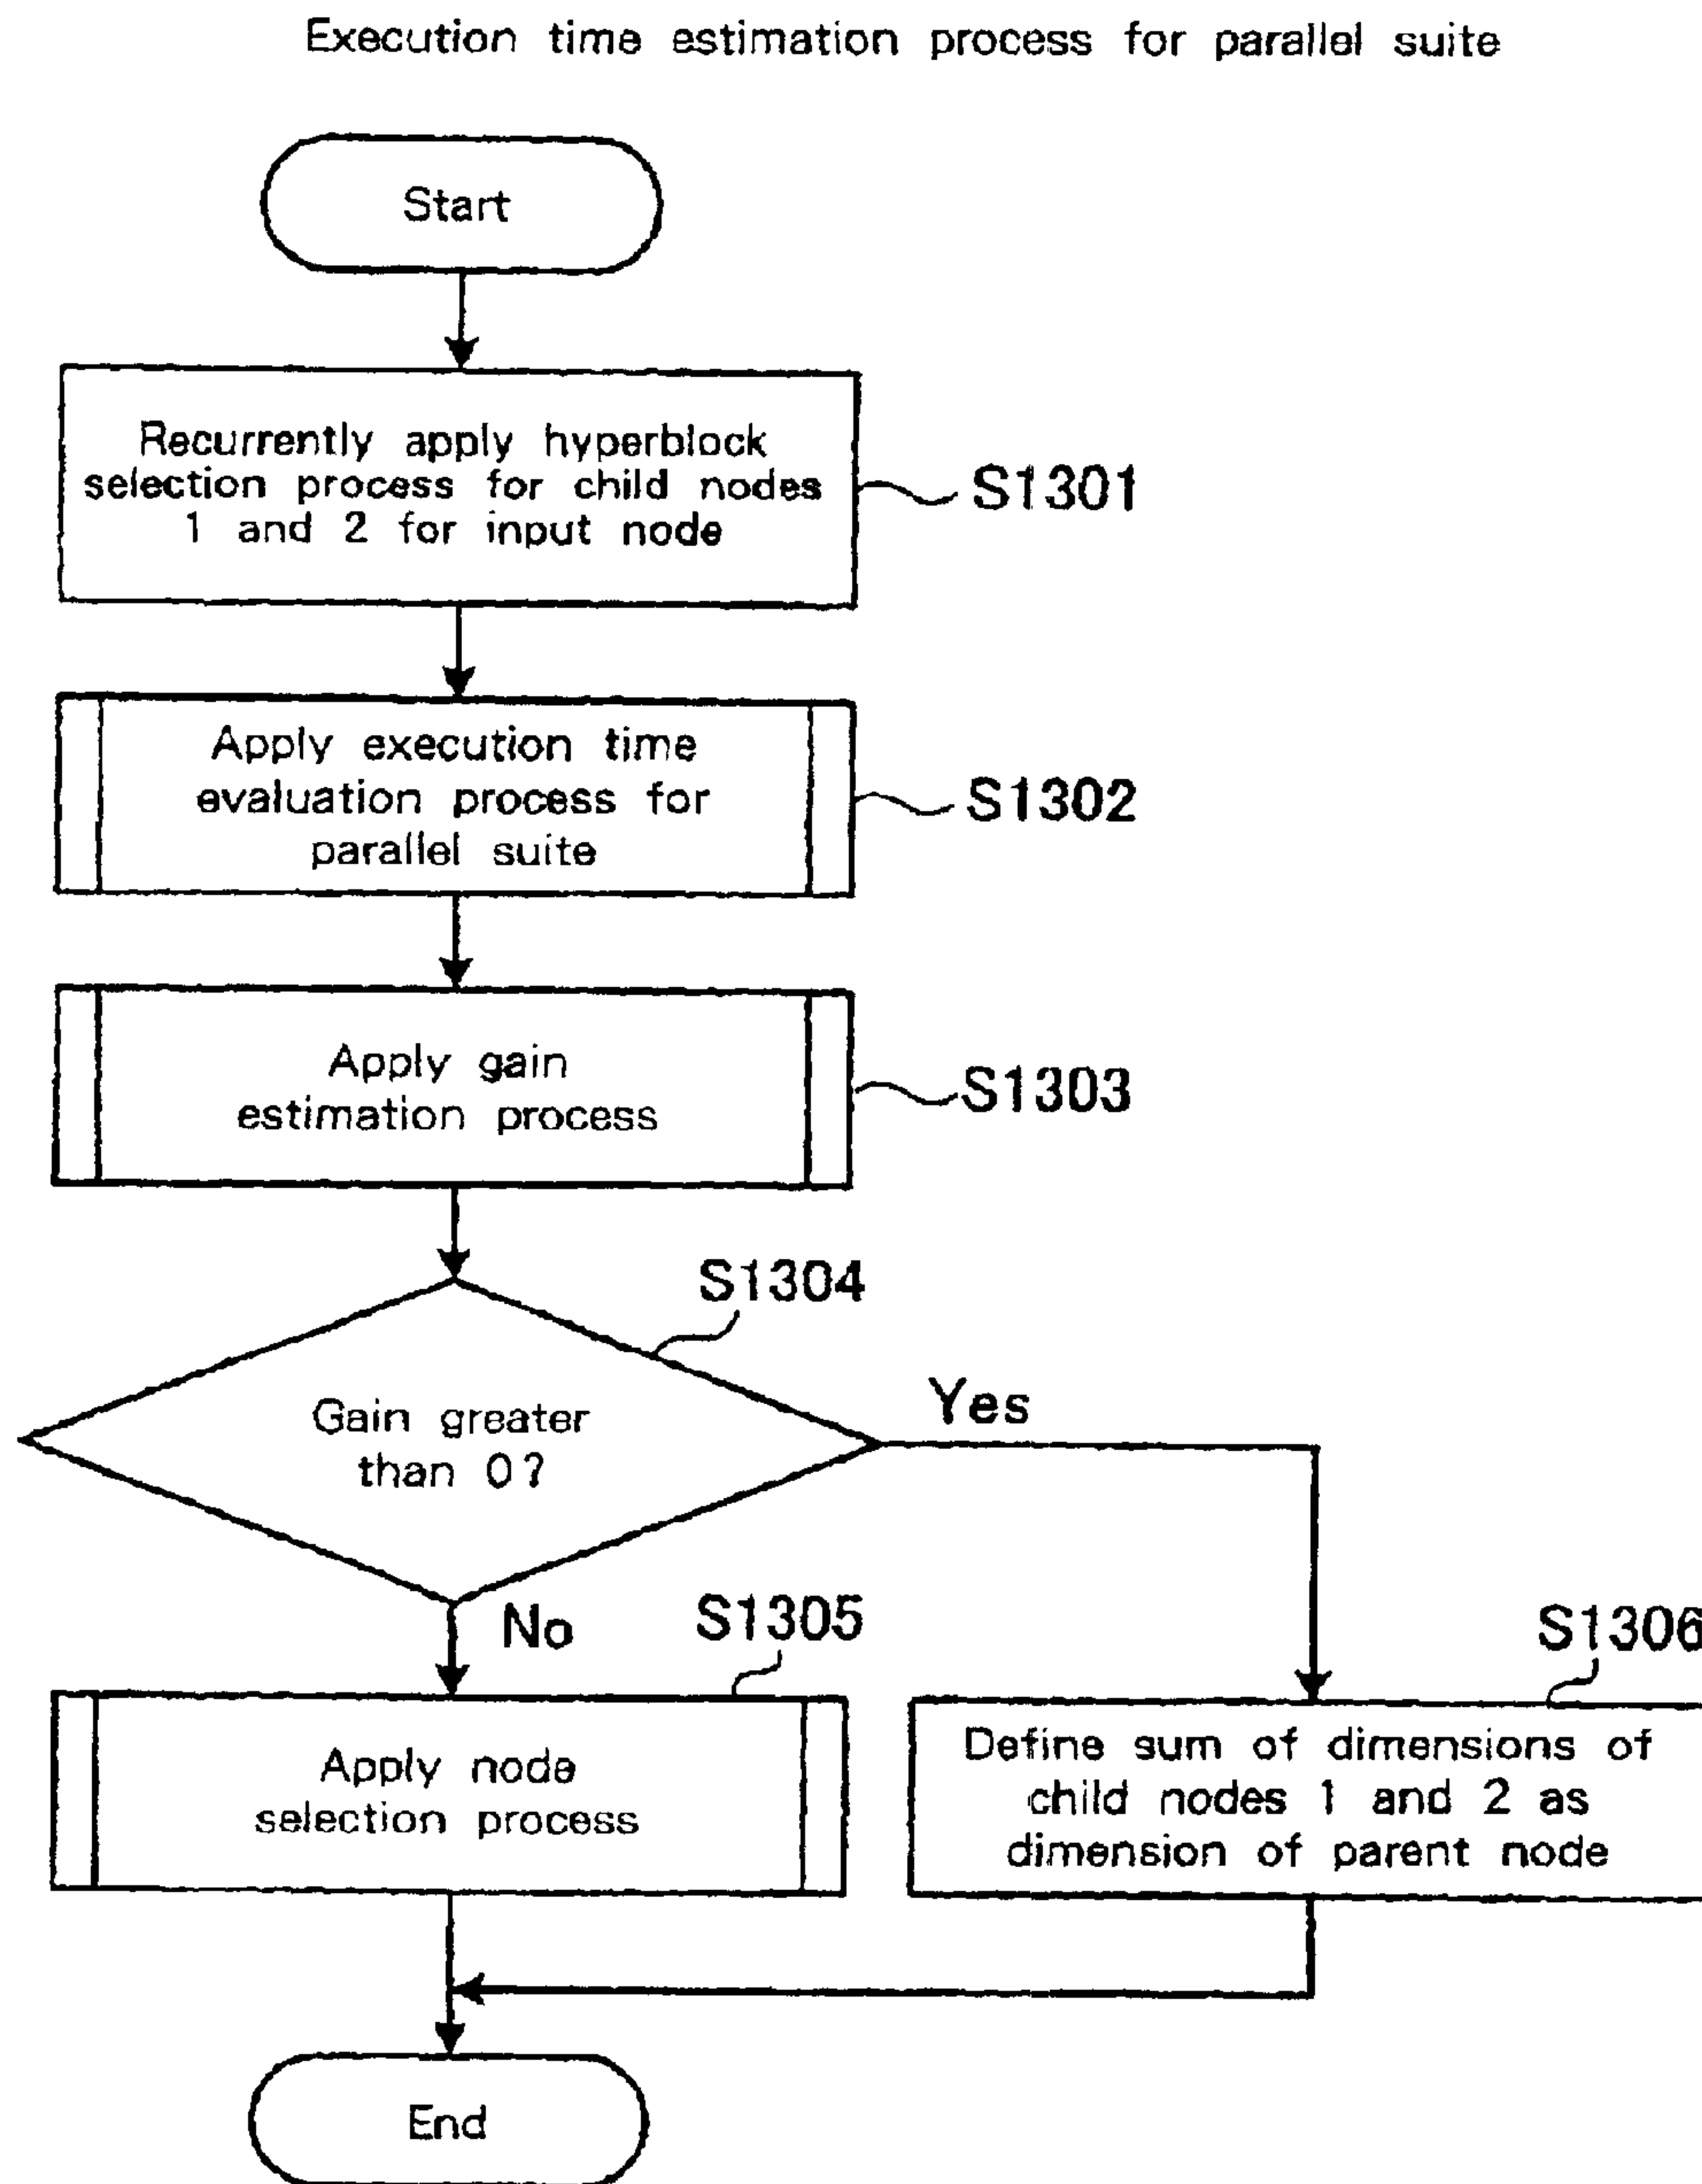 Execution time estimation process for parallel suite
Start
Recurrently apply hyperblock
selection process for child nodes
1 and 2 for input node
S1301
Apply execution time
evaluation process for
parallel suite
S1302
Apply gain
estimation process
S1303
S1304
Gain greater
than 0?
Yes
No
S1305
Apply node
selection process
S1306
Define sum of dimensions of
child nodes 1 and 2 as
dimension of parent node
End